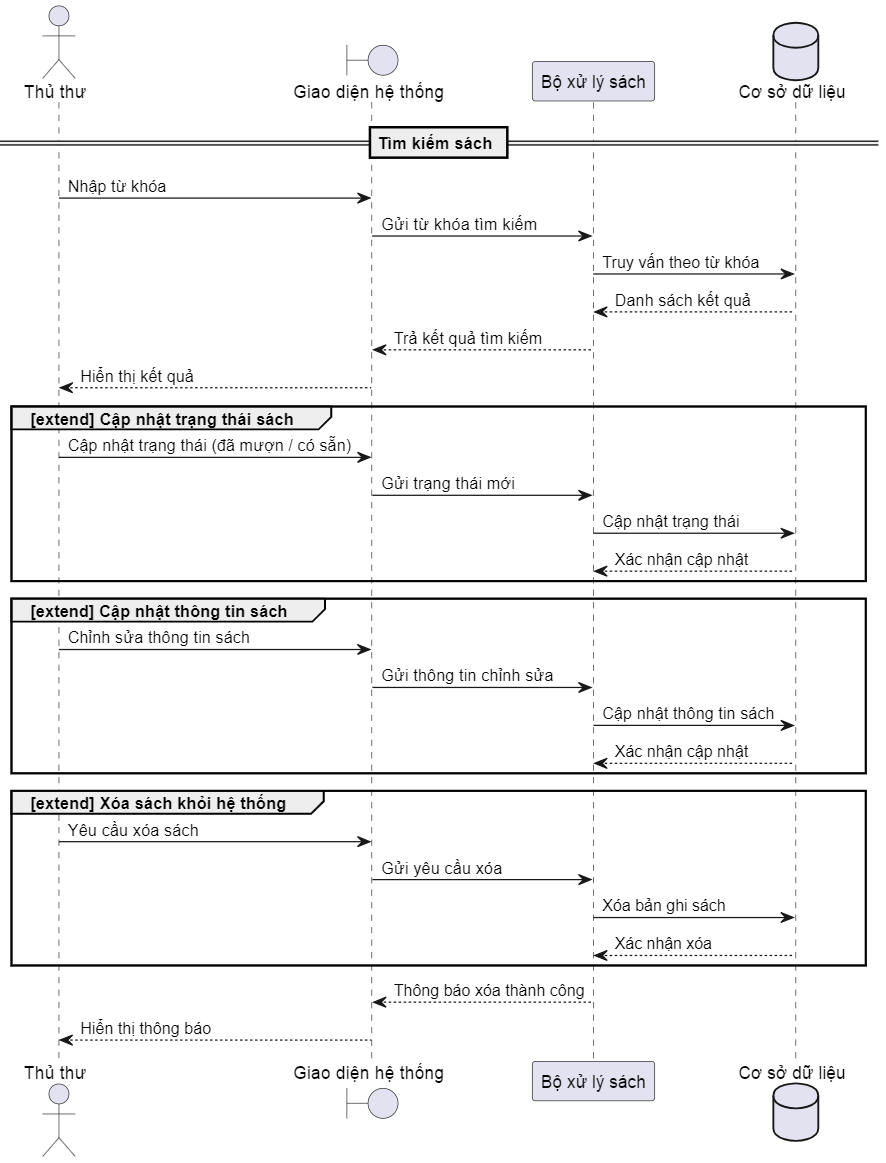 Thủ thư
Giao diện hệ thống
Bộ xử lý sách
Cơ sở dữ liệu
Tìm kiếm sách
Nhập từ khóa
Gửi từ khóa tìm kiếm
Truy vấn theo từ khóa
Danh sách kết quả
Trả kết quả tìm kiếm
Hiển thị kết quả
[extend] Cập nhật trạng thái sách
Cập nhật trạng thái (đã mượn / có sẵn)
Gửi trạng thái mới
Cập nhật trạng thái
Xác nhận cập nhật
[extend] Cập nhật thông tin sách
Chỉnh sửa thông tin sách
Gửi thông tin chỉnh sửa
Cập nhật thông tin sách
Xác nhận cập nhật
[extend] Xóa sách khỏi hệ thống
Yêu cầu xóa sách
Gửi yêu cầu xóa
Xóa bản ghi sách
Xác nhận xóa
Thông báo xóa thành công
Hiển thị thông báo
Thủ thư
Giao diện hệ thống
Bộ xử lý sách
Cơ sở dữ liệu